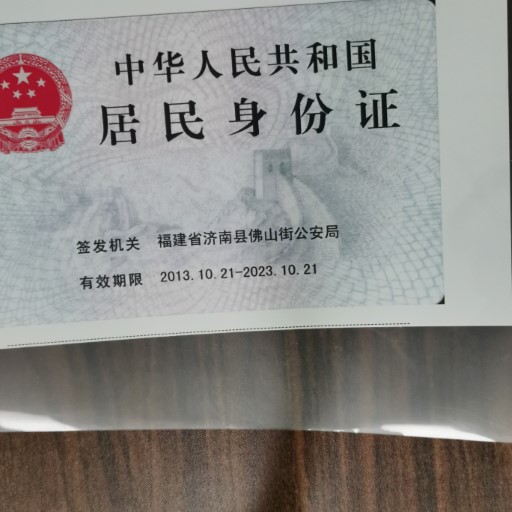 中华人民共和国
居民身份证
签发机关 福建省济南县佛山街公安局
有效期限 2013.10.21-2023.10.21